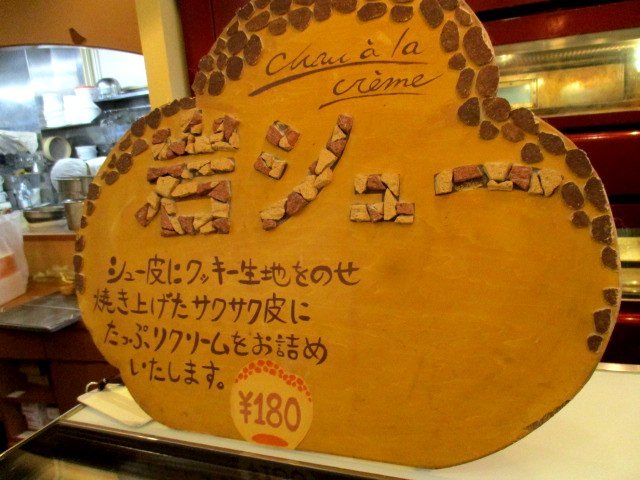 Chou à la
crème
岩シュー
シュー皮にクッキー生地をのせ
焼き上げたサクサク皮に
たっぷりクリームをお詰め
いたします。
¥180